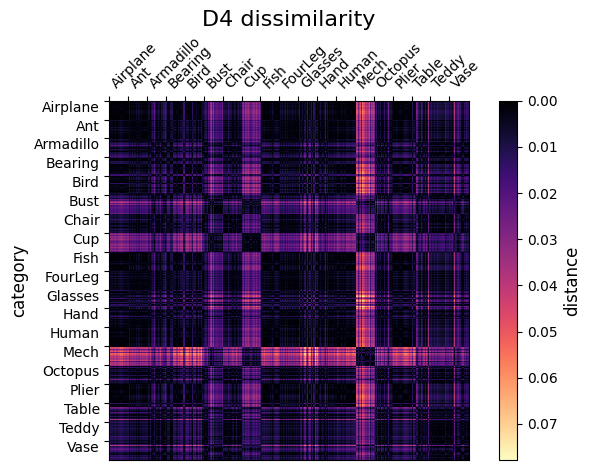 D4 dissimilarity
Airplane
Ant
Armadillo
Bearing
Bird
Bust
Chair
Cup
Fish
FourLeg
Glasses
Hand
Human
Mech
Octopus
Plier
Table
Teddy
Vase
Airplane
Ant
Armadillo
Bearing
Bird
Bust
Chair
Cup
Fish
FourLeg
Glasses
Hand
Human
Mech
Octopus
Plier
Table
Teddy
Vase
category
0.00
0.01
0.02
0.03
0.04
0.05
0.06
0.07
distance